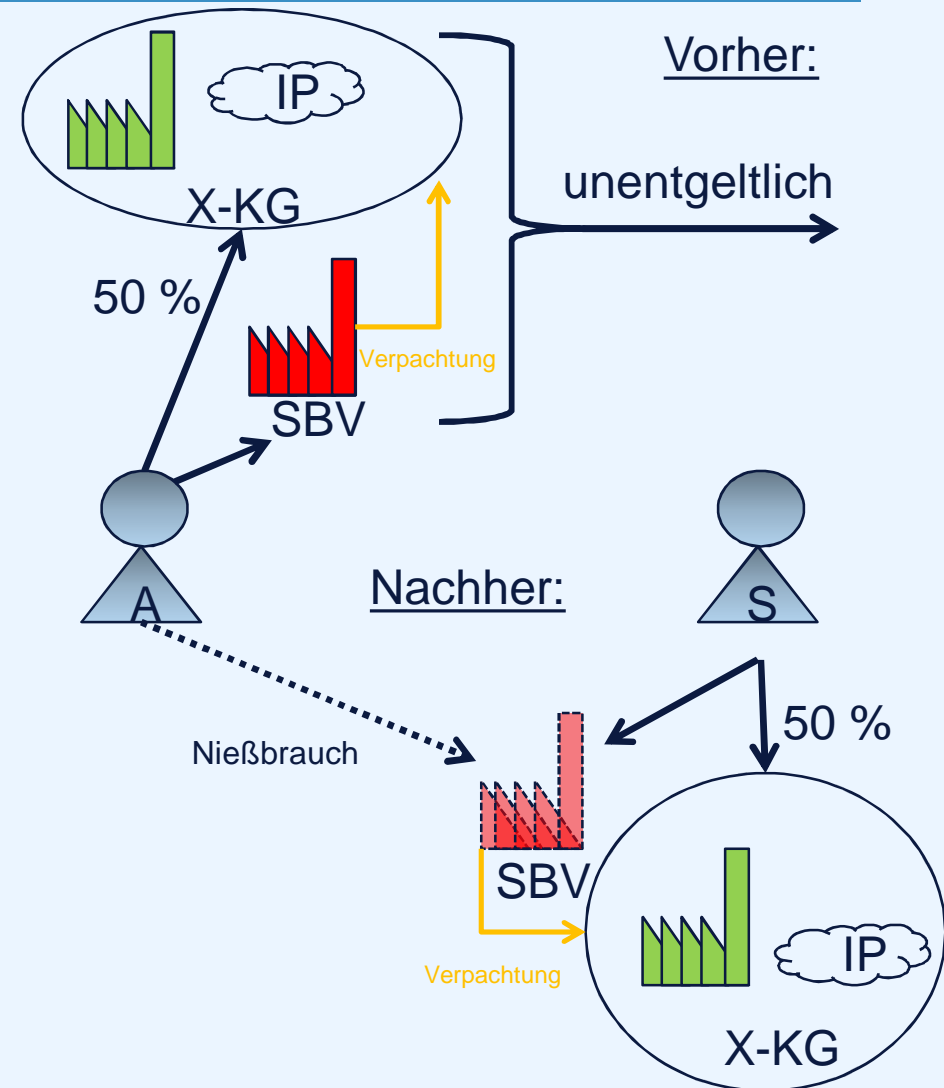 Vorher:
IP
X-KG
unentgeltlich
50 %
Verpachtung
SBV
A
Nachher:
S
Nießbrauch
50 %
SBV
Verpachtung
IP
X-KG